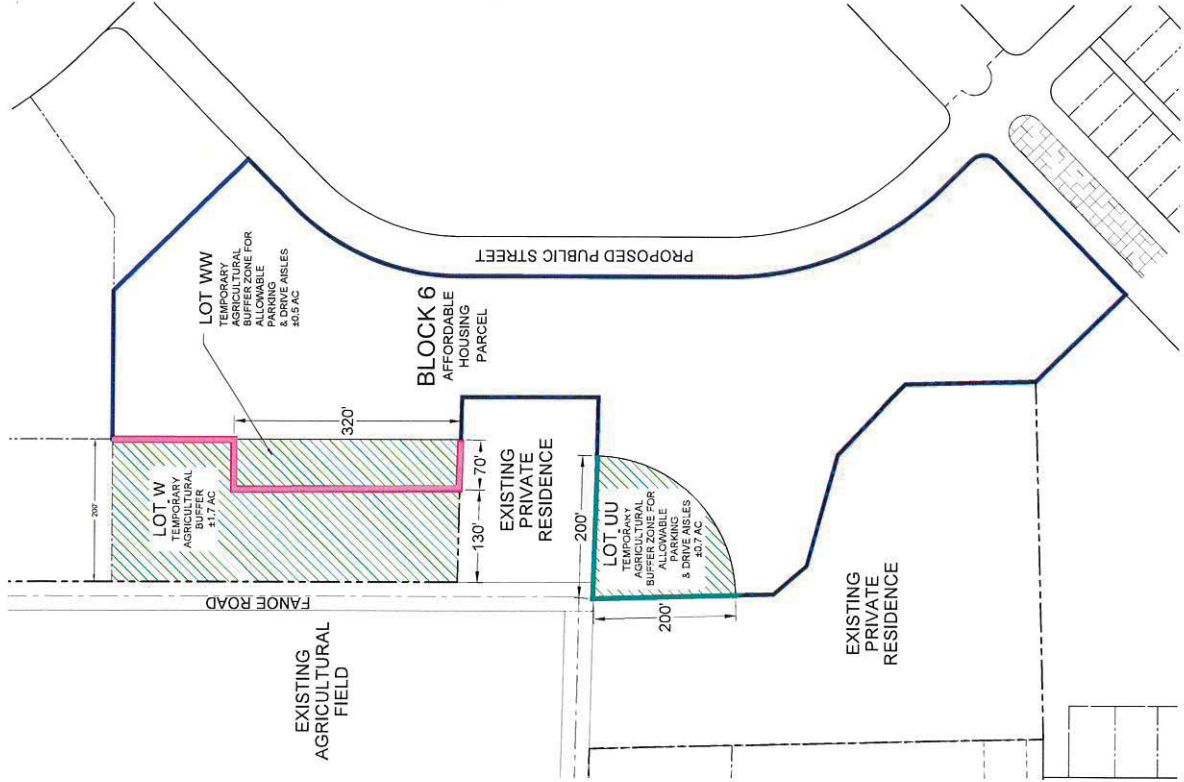 LOT WW
TEMPORARY
AGRICULTURAL
BUFFER ZONE FOR
ALLOWABLE
PARKING
& DRIVE AISLES
±0.5 AC
PROPOSED PUBLIC STREET
BLOCK 6
AFFORDABLE
HOUSING
PARCEL
320'
200'
LOT W
TEMPORARY
AGRICULTURAL
BUFFER
±1.7 AC
70'
130'
EXISTING
PRIVATE
RESIDENCE
200'
LOT UU
TEMPORARY
AGRICULTURAL
BUFFER ZONE FOR
ALLOWABLE
PARKING
& DRIVE AISLES
±0.7 AC
FANOE ROAD
200'
EXISTING
AGRICULTURAL
FIELD
EXISTING
PRIVATE
RESIDENCE